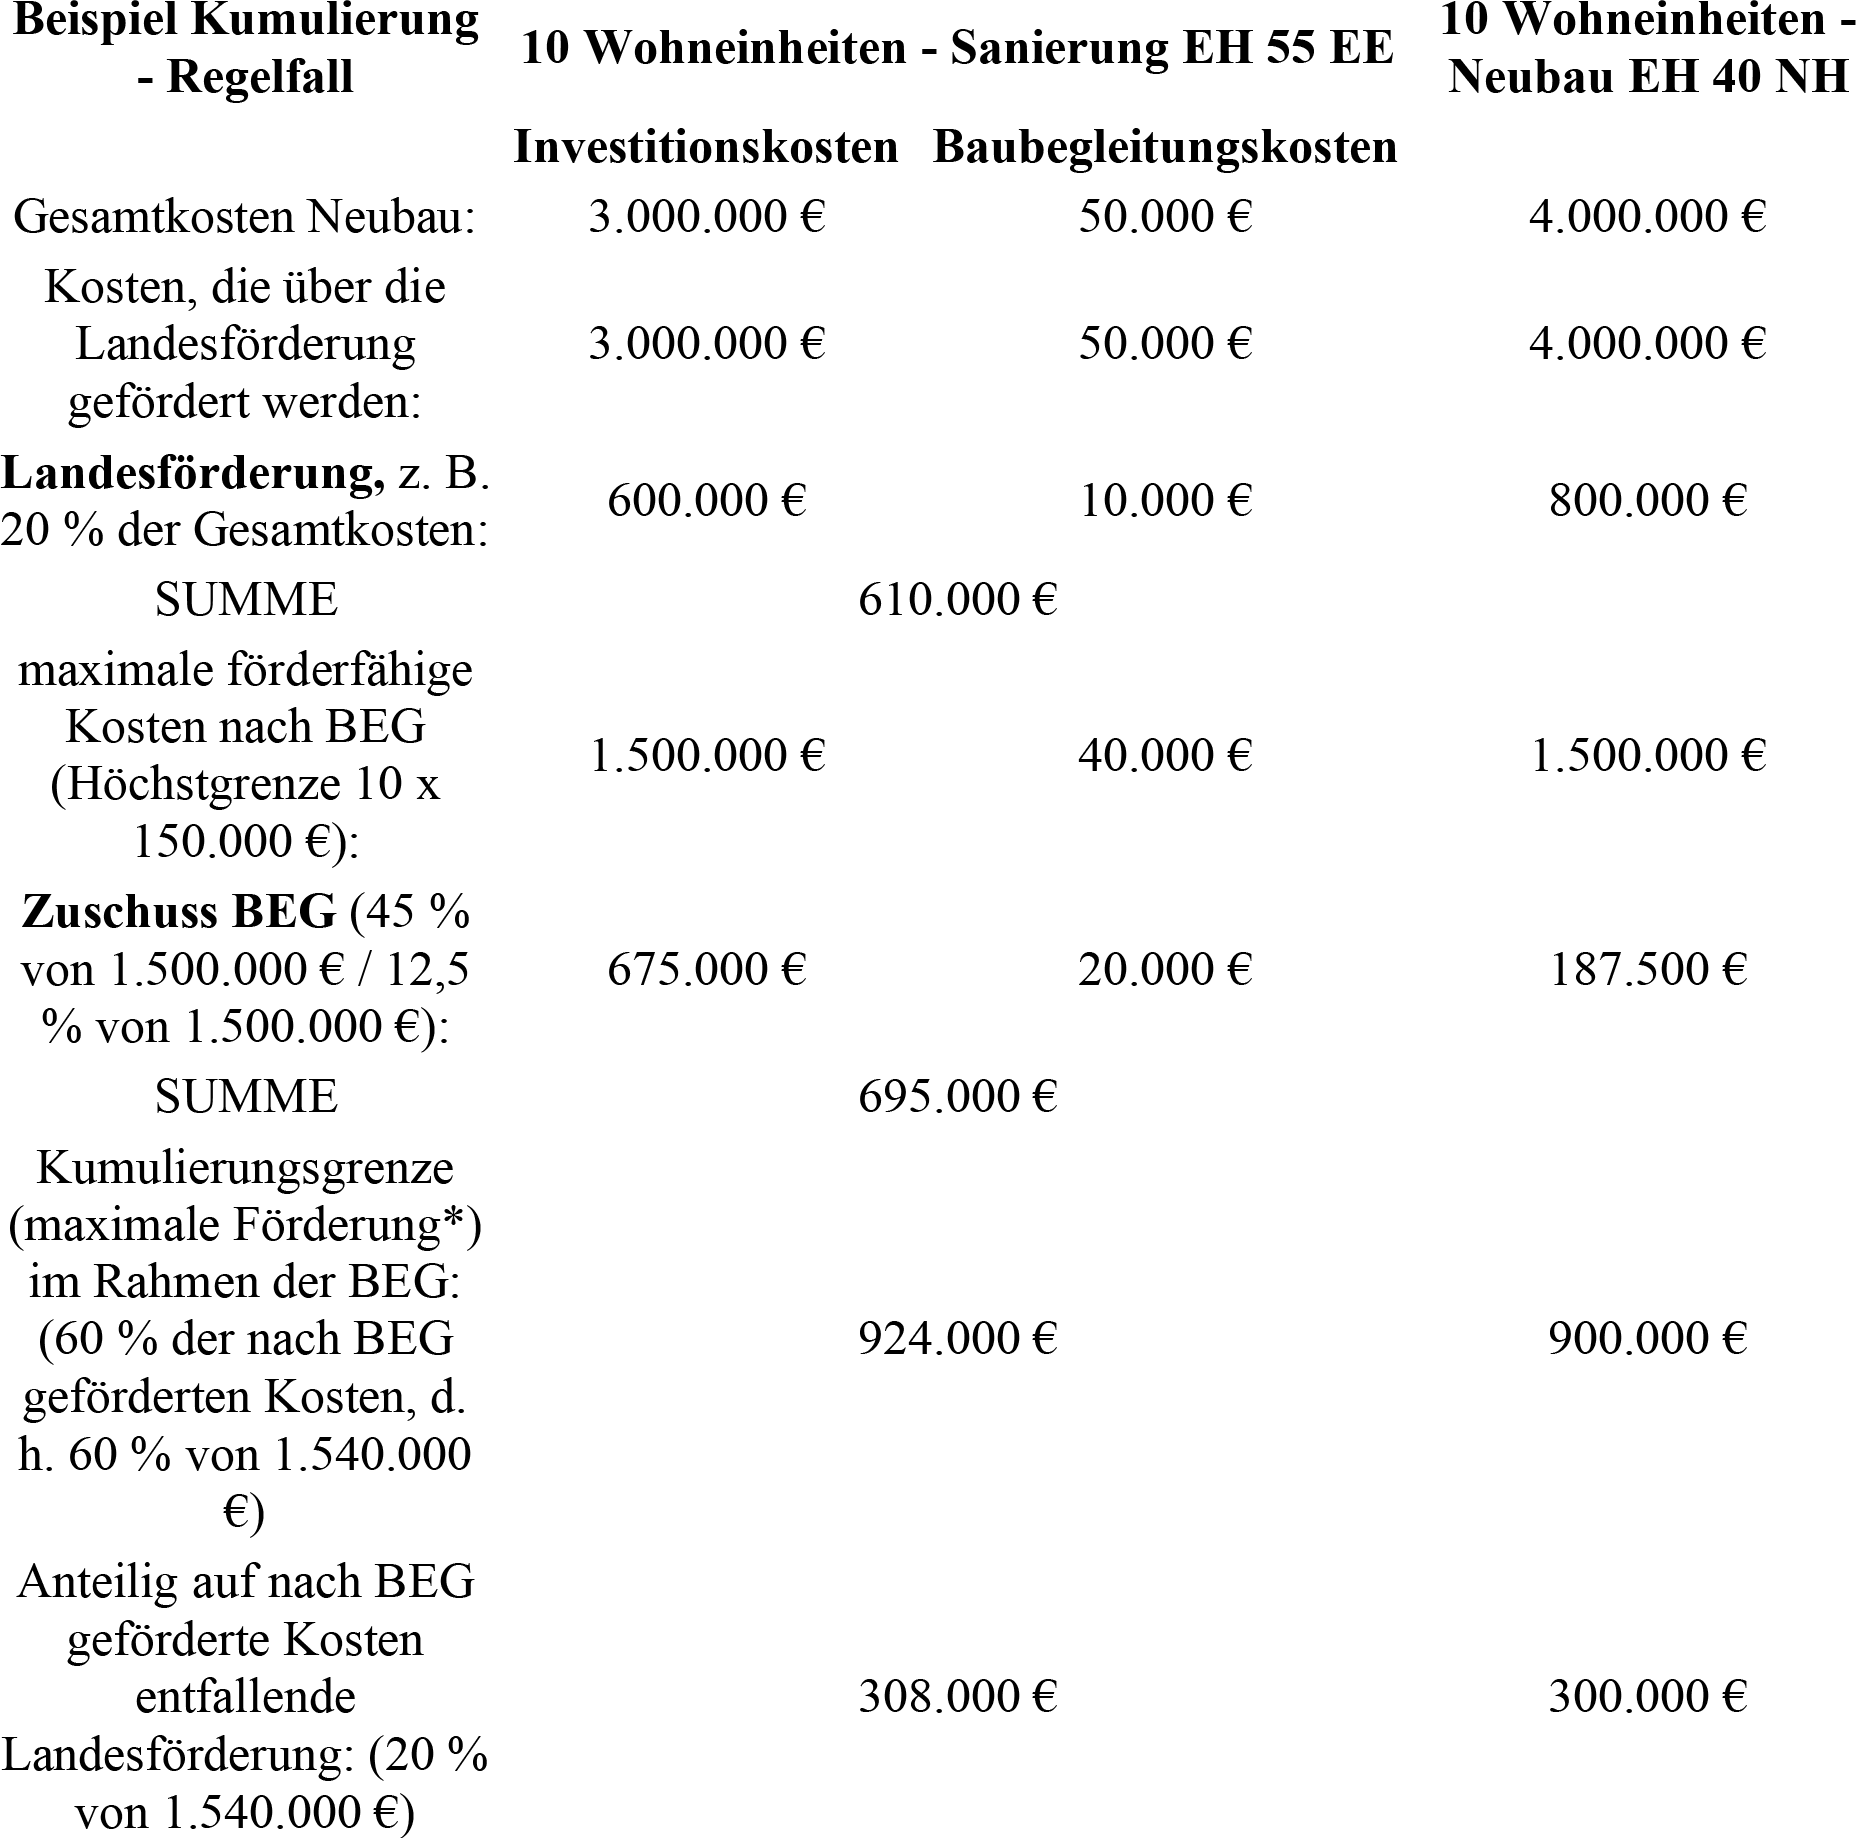 Beispiel Kumulierung
- Regelfall
10 Wohneinheiten - Sanierung EH 55 EE
10 Wohneinheiten -
Neubau EH 40 NH
Investitionskosten
Baubegleitungskosten
Gesamtkosten Neubau:
3.000.000 €
50.000 €
4.000.000 €
Kosten, die über die
Landesförderung
gefördert werden:
3.000.000 €
50.000 €
4.000.000 €
Landesförderung, z. B.
20 % der Gesamtkosten:
600.000 €
10.000 €
800.000 €
SUMME
610.000 €
maximale förderfähige
Kosten nach BEG
(Höchstgrenze 10 x
150.000 €):
1.500.000 €
40.000 €
1.500.000 €
Zuschuss BEG (45 %
von 1.500.000 € / 12,5
% von 1.500.000 €):
675.000 €
20.000 €
187.500 €
SUMME
695.000 €
Kumulierungsgrenze
(maximale Förderung*)
im Rahmen der BEG:
(60 % der nach BEG
geförderten Kosten, d.
h. 60 % von 1.540.000
€)
924.000 €
900.000 €
Anteilig auf nach BEG
geförderte Kosten
entfallende
Landesförderung: (20 %
von 1.540.000 €)
308.000 €
300.000 €